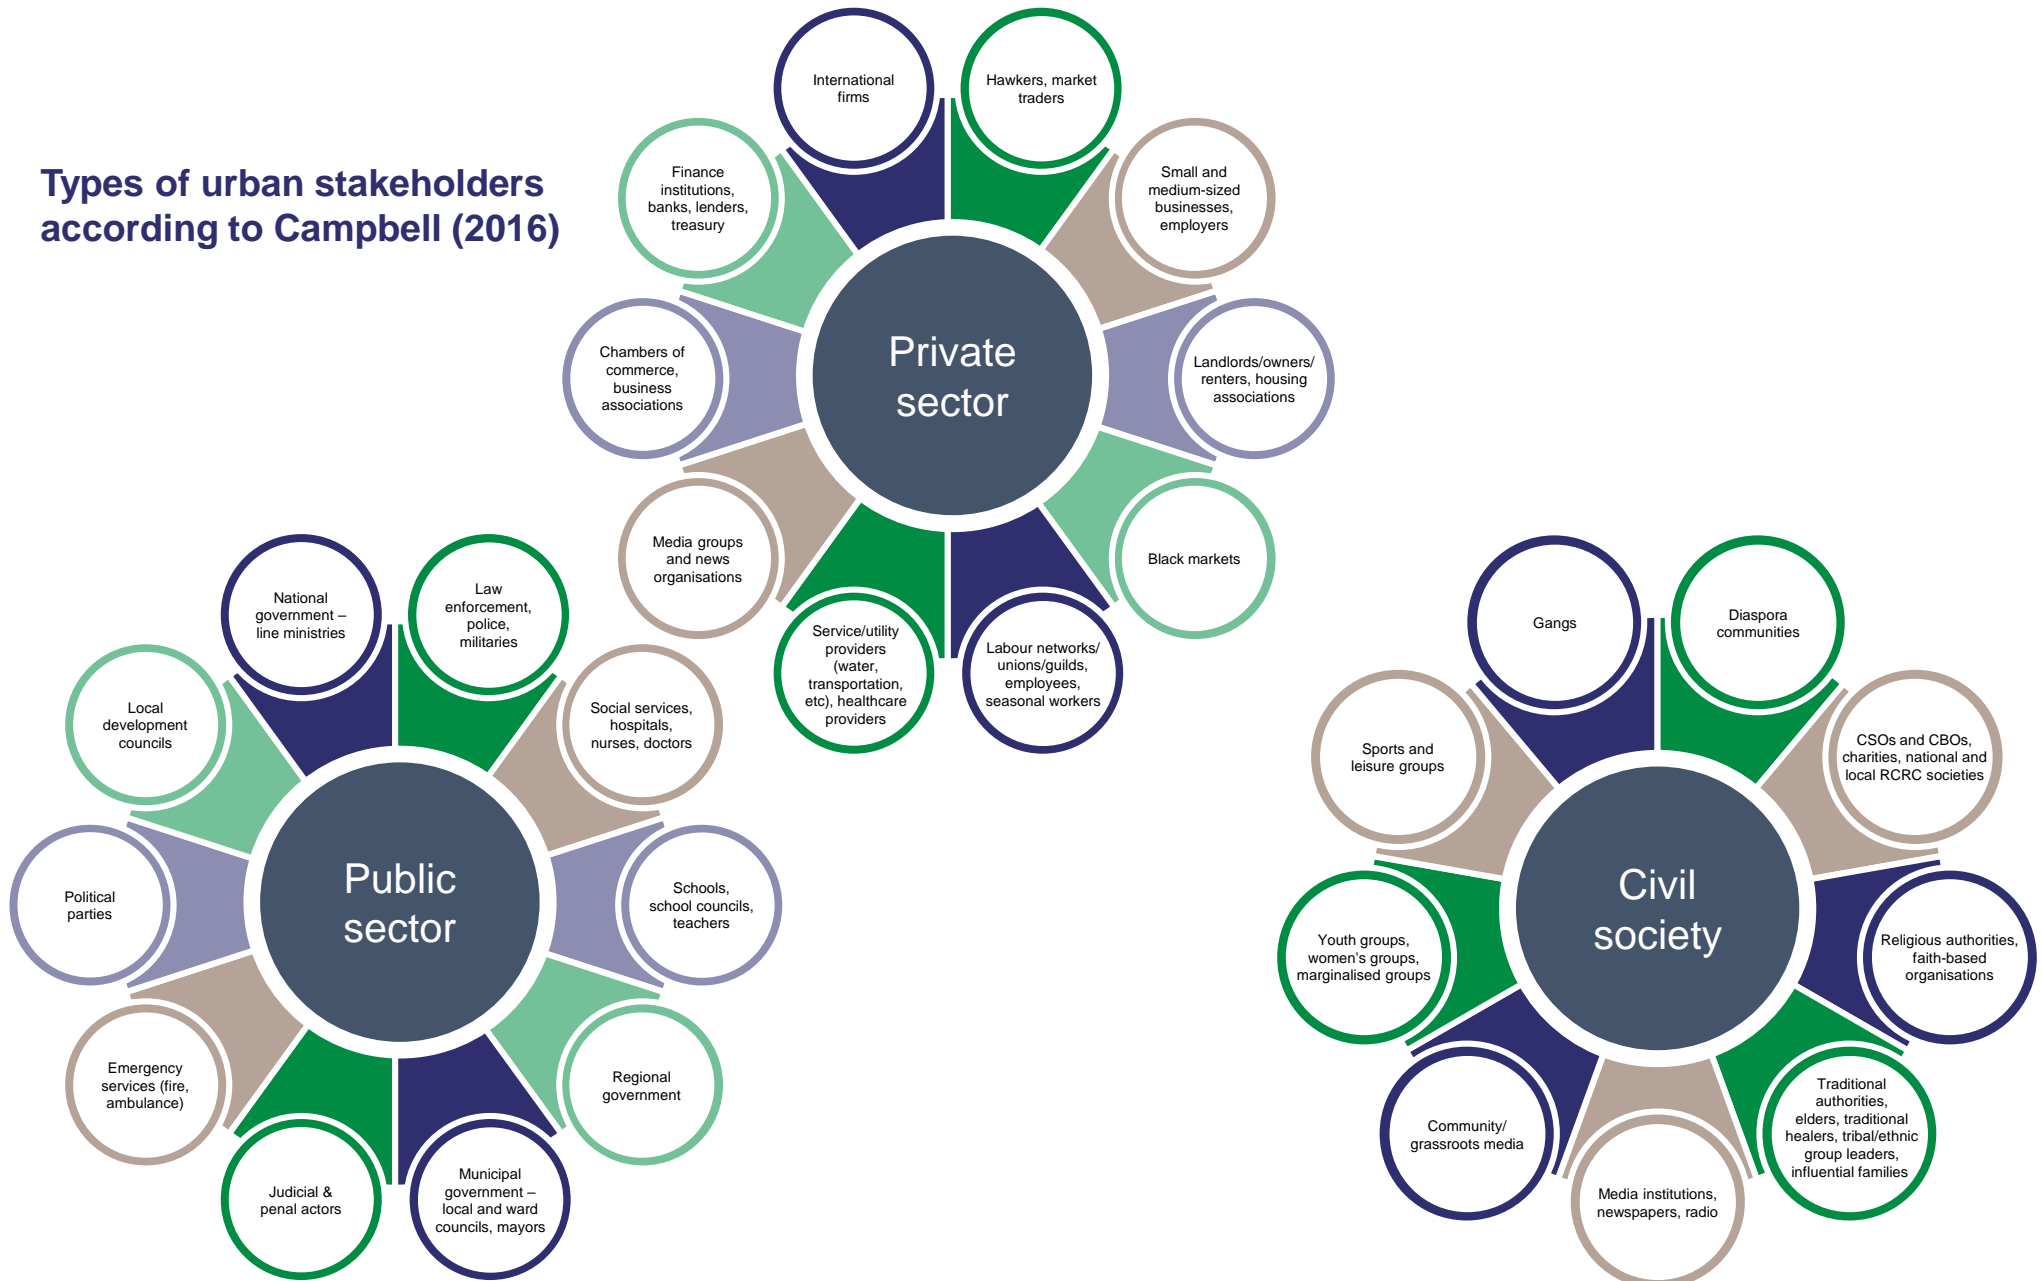 Types of urban stakeholders
according to Campbell (2016)
Private
sector
International
firms
Hawkers, market
traders
Small and
medium-sized
businesses,
employers
Landlords/owners/
renters, housing
associations
Black markets
Labour networks/
unions/guilds,
employees,
seasonal workers
Service/utility
providers
(water,
transportation,
etc), healthcare
providers
Media groups
and news
organisations
Chambers of
commerce,
business
associations
Finance
institutions,
banks, lenders,
treasury
Public
sector
National
government –
line ministries
Law
enforcement,
police,
militaries
Social services,
hospitals,
nurses, doctors
Schools,
school councils,
teachers
Regional
government
Municipal
government –
local and ward
councils, mayors
Judicial &
penal actors
Emergency
services (fire,
ambulance)
Political
parties
Local
development
councils
Civil
society
Gangs
Diaspora
communities
CSOs and CBOs,
charities, national and
local RCRC societies
Religious authorities,
faith-based
organisations
Traditional
authorities,
elders, traditional
healers, tribal/ethnic
group leaders,
influential families
Media institutions,
newspapers, radio
Community/
grassroots media
Youth groups,
women's groups,
marginalised groups
Sports and
leisure groups